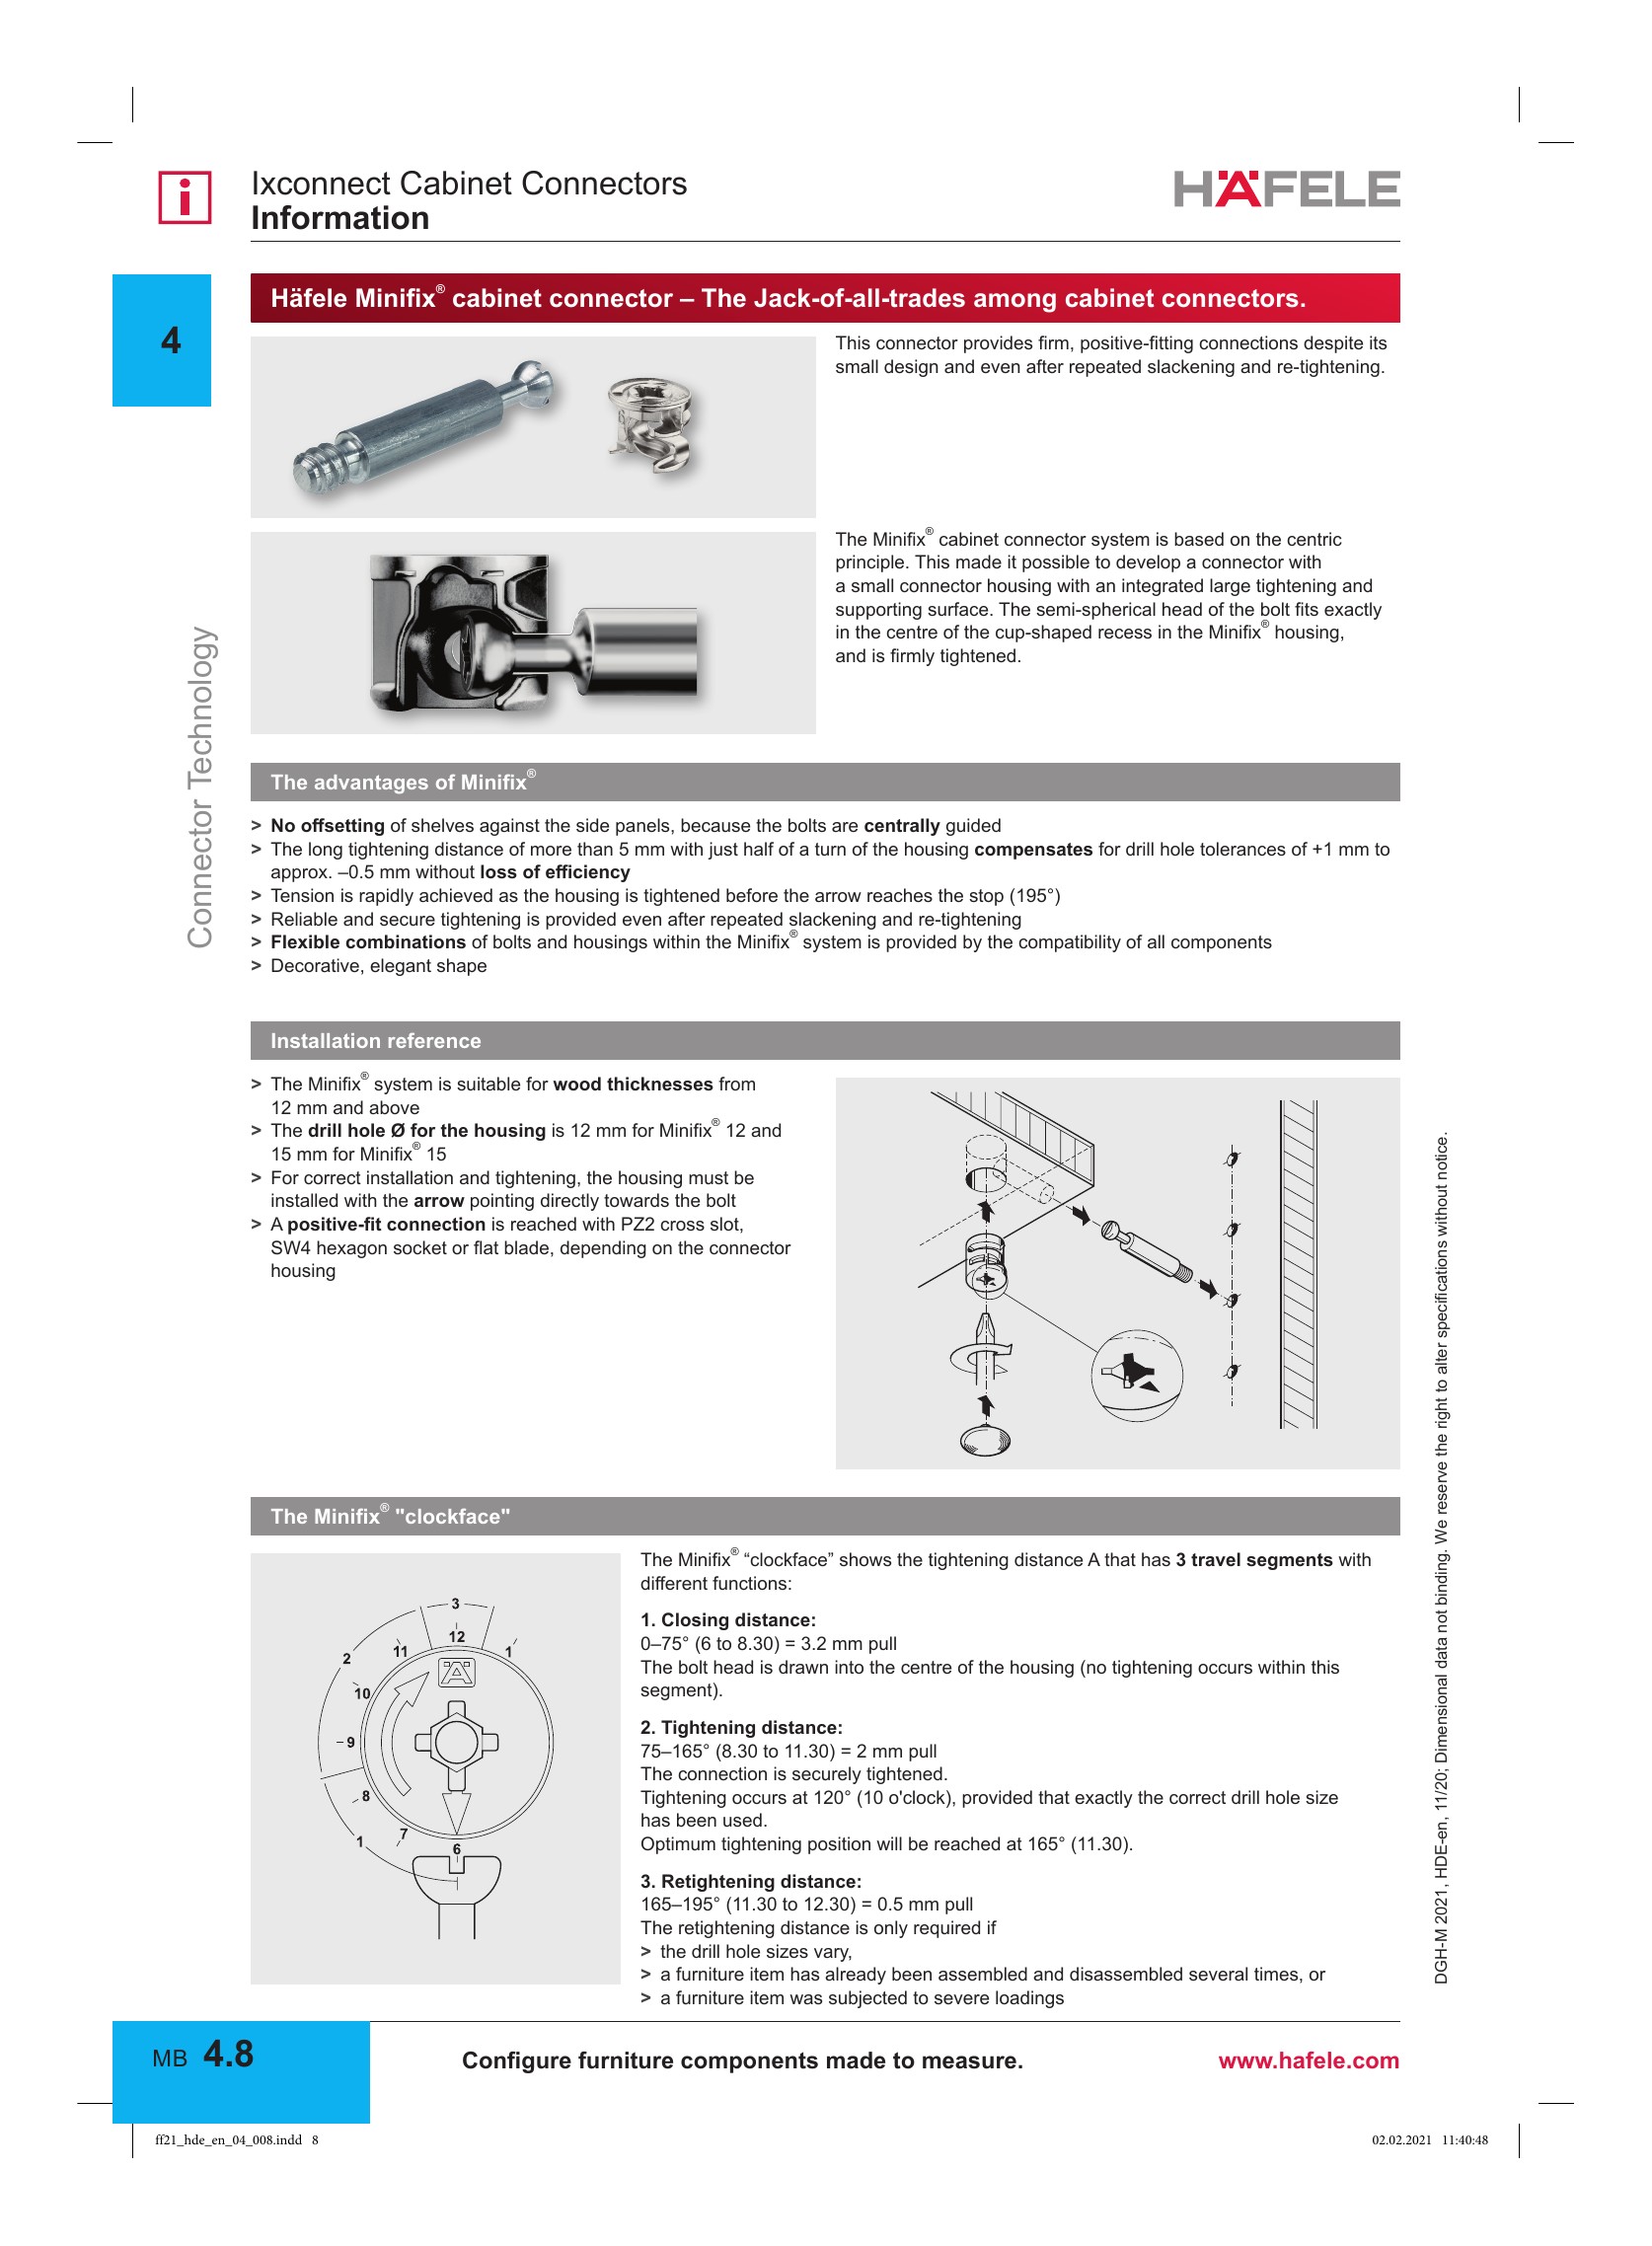 Ixconnect Cabinet Connectors
Information
HÄFELE
4
Connector Technology
Häfele Minifix® cabinet connector – The Jack-of-all-trades among cabinet connectors.
This connector provides firm, positive-fitting connections despite its
small design and even after repeated slackening and re-tightening.
The Minifix® cabinet connector system is based on the centric
principle. This made it possible to develop a connector with
a small connector housing with an integrated large tightening and
supporting surface. The semi-spherical head of the bolt fits exactly
in the centre of the cup-shaped recess in the Minifix® housing,
and is firmly tightened.
The advantages of Minifix®
> No offsetting of shelves against the side panels, because the bolts are centrally guided
> The long tightening distance of more than 5 mm with just half of a turn of the housing compensates for drill hole tolerances of +1 mm to
approx. –0.5 mm without loss of efficiency
> Tension is rapidly achieved as the housing is tightened before the arrow reaches the stop (195°)
> Reliable and secure tightening is provided even after repeated slackening and re-tightening
> Flexible combinations of bolts and housings within the Minifix® system is provided by the compatibility of all components
> Decorative, elegant shape
Installation reference
> The Minifix® system is suitable for wood thicknesses from
12 mm and above
> The drill hole Ø for the housing is 12 mm for Minifix® 12 and
15 mm for Minifix® 15
> For correct installation and tightening, the housing must be
installed with the arrow pointing directly towards the bolt
> A positive-fit connection is reached with PZ2 cross slot,
SW4 hexagon socket or flat blade, depending on the connector
housing
The Minifix® "clockface"
3
12
11
1
2
10
9
8
7
1
6
The Minifix® “clockface” shows the tightening distance A that has 3 travel segments with
different functions:
1. Closing distance:
0–75° (6 to 8.30) = 3.2 mm pull
The bolt head is drawn into the centre of the housing (no tightening occurs within this
segment).
2. Tightening distance:
75–165° (8.30 to 11.30) = 2 mm pull
The connection is securely tightened.
Tightening occurs at 120° (10 o'clock), provided that exactly the correct drill hole size
has been used.
Optimum tightening position will be reached at 165° (11.30).
3. Retightening distance:
165–195° (11.30 to 12.30) = 0.5 mm pull
The retightening distance is only required if
> the drill hole sizes vary,
> a furniture item has already been assembled and disassembled several times, or
> a furniture item was subjected to severe loadings
DGH-M 2021, HDE-en, 11/20; Dimensional data not binding. We reserve the right to alter specifications without notice.
MB 4.8
Configure furniture components made to measure.
www.hafele.com
ff21_hde_en_04_008.indd 8
02.02.2021 11:40:48